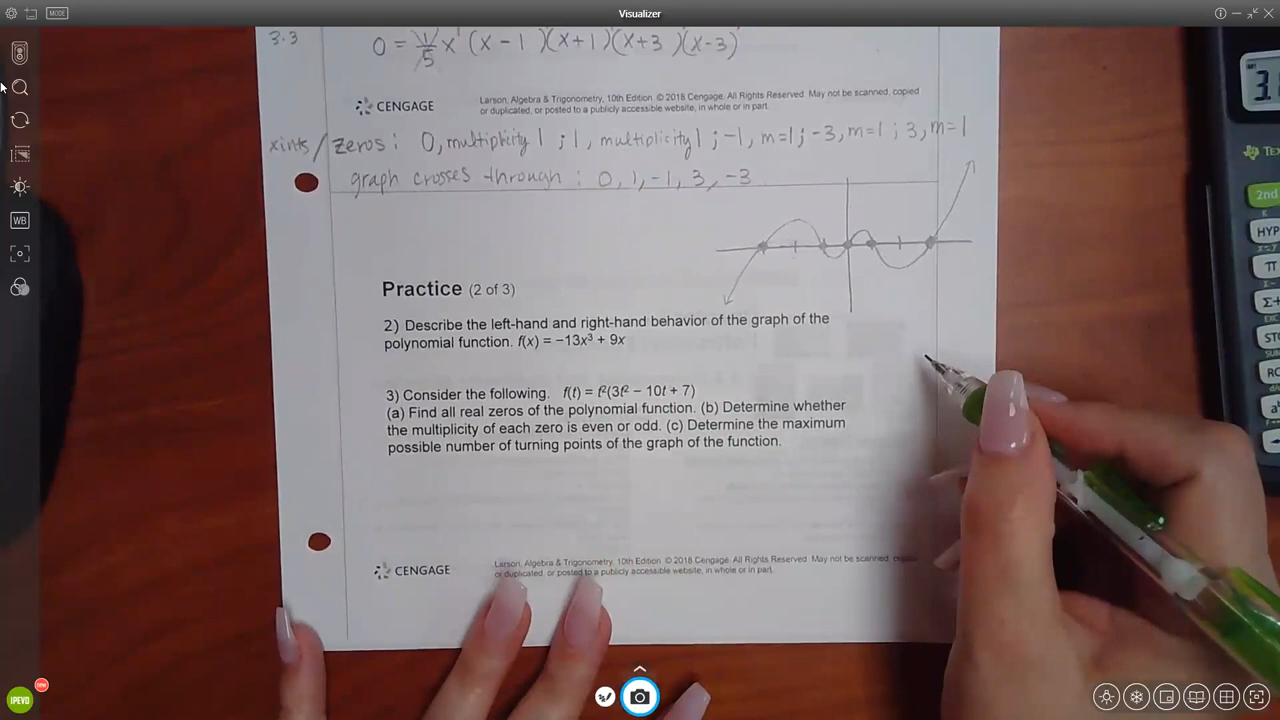 Visualizer
MODE
3.3
0 = 1/5 x¹ (x - 1)(x+1)(x+3)(x-3)
CENGAGE
Larson, Algebra & Trigonometry, 10th Edition. © 2018 Cengage. All Rights Reserved. May not be scanned, copied
or duplicated, or posted to a publicly accessible website, in whole or in part.
xints/zeros: 0, multiplicity 1 ; 1, multiplicity 1 ; -1, m=1 ; -3, m=1 ; 3, m=1
graph crosses through : 0, 1, -1, 3, -3
Practice (2 of 3)
2) Describe the left-hand and right-hand behavior of the graph of the
polynomial function. f(x) = −13x³ + 9x
3) Consider the following. f(t) = t²(3t² − 10t + 7)
(a) Find all real zeros of the polynomial function. (b) Determine whether
the multiplicity of each zero is even or odd. (c) Determine the maximum
possible number of turning points of the graph of the function.
CENGAGE
Larson, Algebra & Trigonometry, 10th Edition. © 2018 Cengage. All Rights Reserved. May not be scanned, copied
or duplicated, or posted to a publicly accessible website, in whole or in part.
WB
3.
2nd
HYP
π
Σ+
STO
RC
IPEVO
new